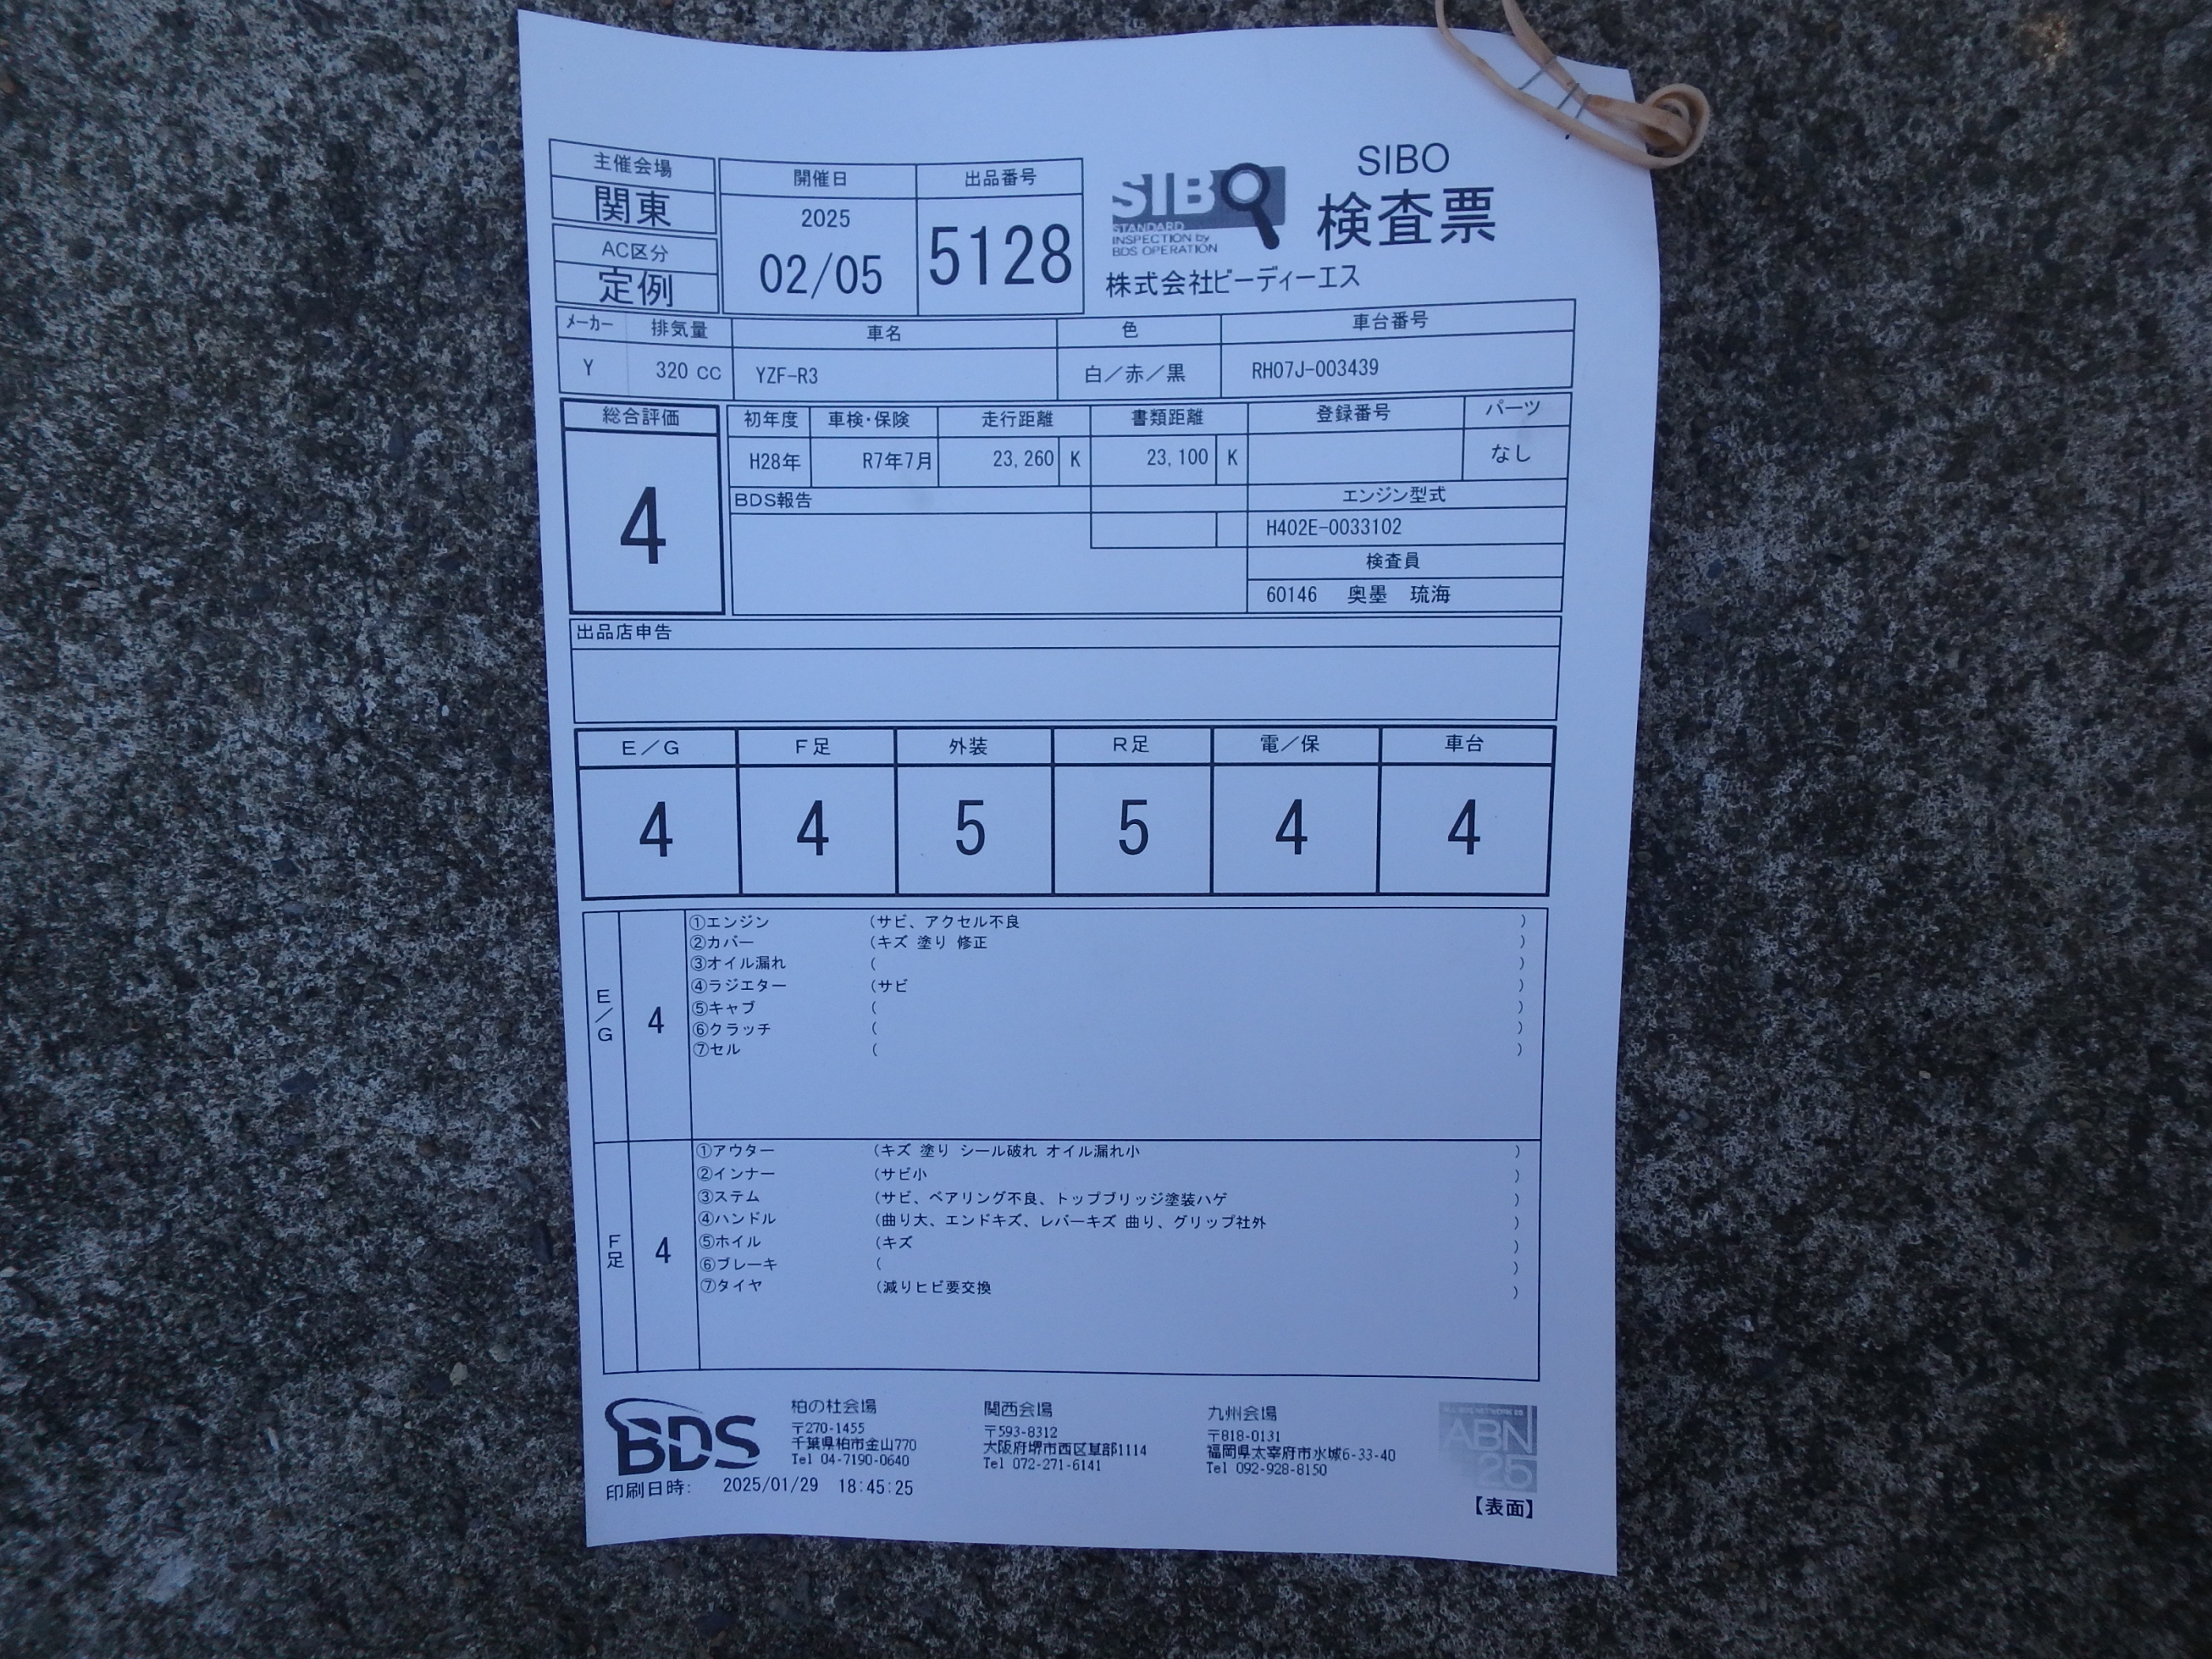 主催会場
関東
AC区分
定例
開催日
2025
02/05
出品番号
5128
SIBO
STANDARD
INSPECTION by
BDS OPERATION
SIBO
検査票
株式会社ビーディーエス
メーカー 排気量 車名 色 車台番号
Y 320 CC YZF-R3 白／赤／黒 RH07J-003439
総合評価
4
初年度 車検・保険 走行距離 書類距離 登録番号 パーツ
H28年 R7年7月 23,260 K 23,100 K なし
BDS報告
エンジン型式
H402E-0033102
検査員
60146 奥墨 琉海
出品店申告
E／G F足 外装 R足 電／保 車台
4 4 5 5 4 4
E／G
4
①エンジン (サビ、アクセル不良 )
②カバー (キズ 塗り 修正 )
③オイル漏れ ( )
④ラジエター (サビ )
⑤キャブ ( )
⑥クラッチ ( )
⑦セル ( )
F足
4
①アウター (キズ 塗り シール破れ オイル漏れ小 )
②インナー (サビ小 )
③ステム (サビ、ベアリング不良、トップブリッジ塗装ハゲ )
④ハンドル (曲り大、エンドキズ、レバーキズ 曲り、グリップ社外 )
⑤ホイル (キズ )
⑥ブレーキ ( )
⑦タイヤ (減りヒビ要交換 )
BDS
柏の杜会場
〒270-1455
千葉県柏市金山770
Tel 04-7190-0640
関西会場
〒593-8312
大阪府堺市西区草部1114
Tel 072-271-6141
九州会場
〒818-0131
福岡県太宰府市水城6-33-40
Tel 092-928-8150
ABN
25
印刷日時: 2025/01/29 18:45:25
【表面】